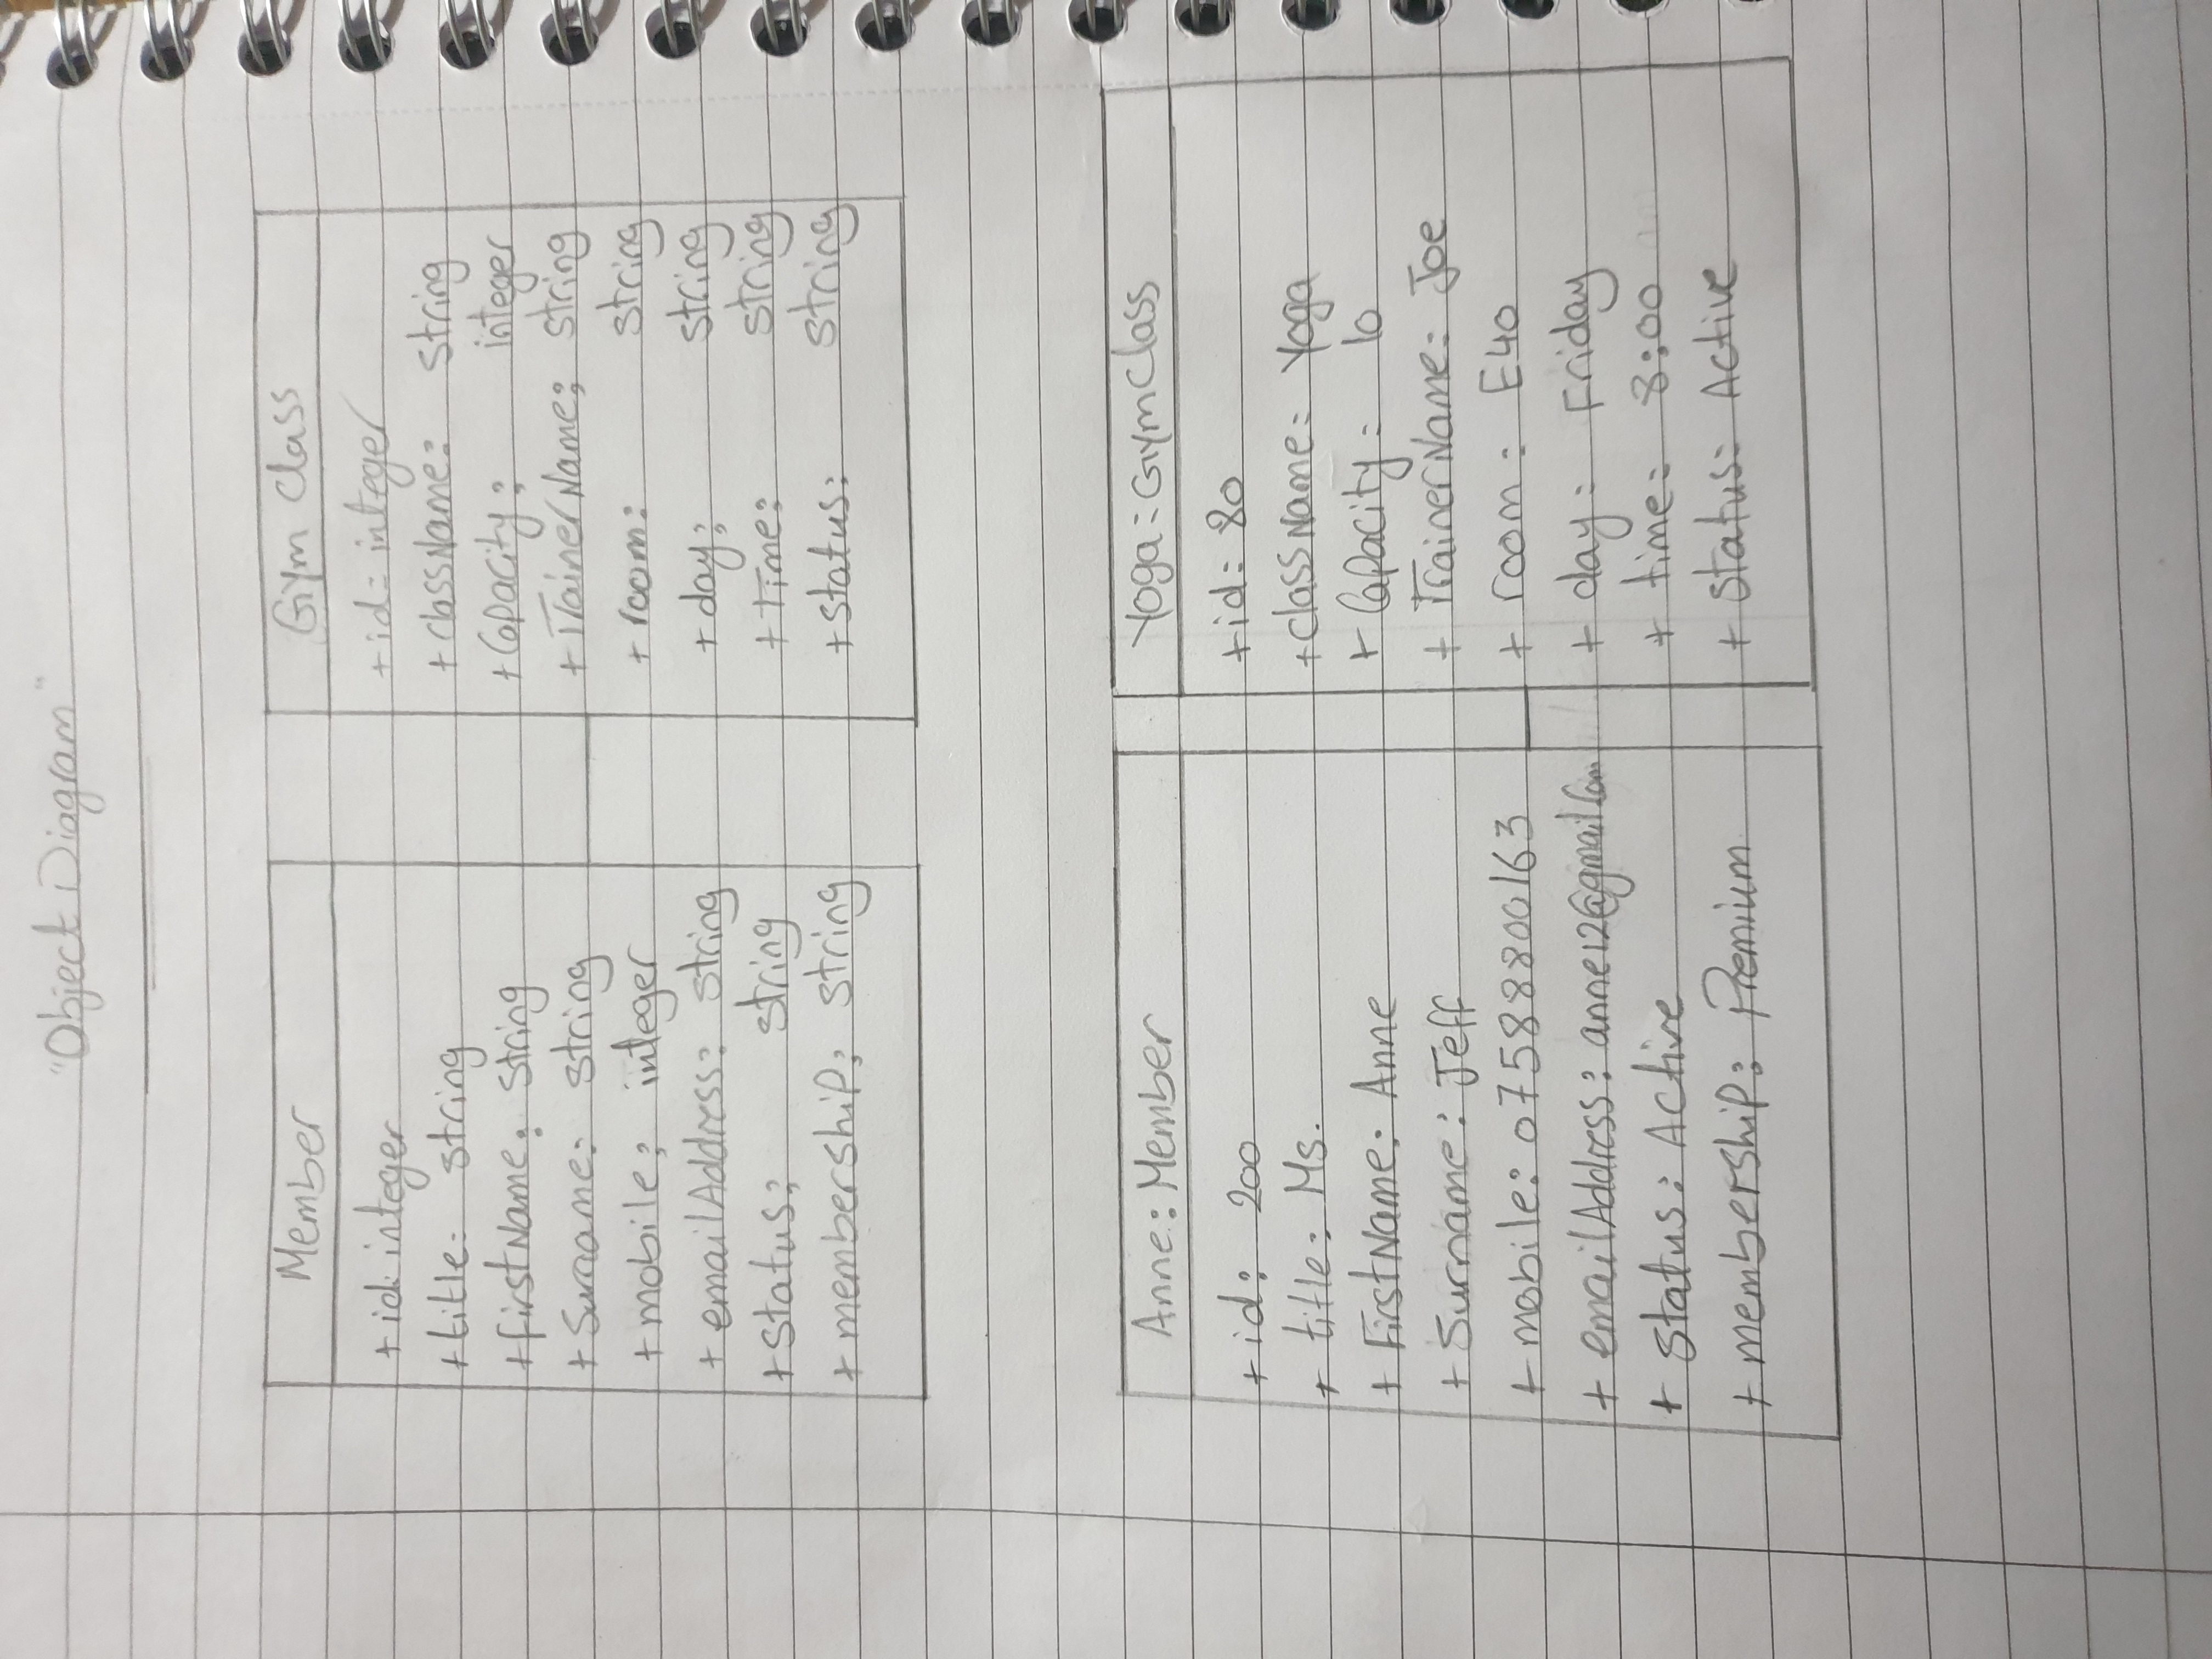 "Object Diagram"
Member
+ id: integer
+ title: string
+ firstName: string
+ Surname: string
+ mobile: integer
+ emailAddress: string
+ Status: string
+ membership: string
Gym Class
+ id: integer
+ className: string
+ Capacity: integer
+ TrainerName: string
+ room: string
+ day: string
+ Time: string
+ status: string
Anne: Member
+ id: 200
+ title: Ms.
+ FirstName: Anne
+ Surname: Jeff
+ mobile: 07588800163
+ emailAddress: anne12@gmail.com
+ Status: Active
+ membership: Premium
Yoga: GymClass
+ id: 80
+ className: Yoga
+ Capacity: 10
+ TrainerName: Joe
+ room: E40
+ day: Friday
+ time: 8:00
+ Status: Active